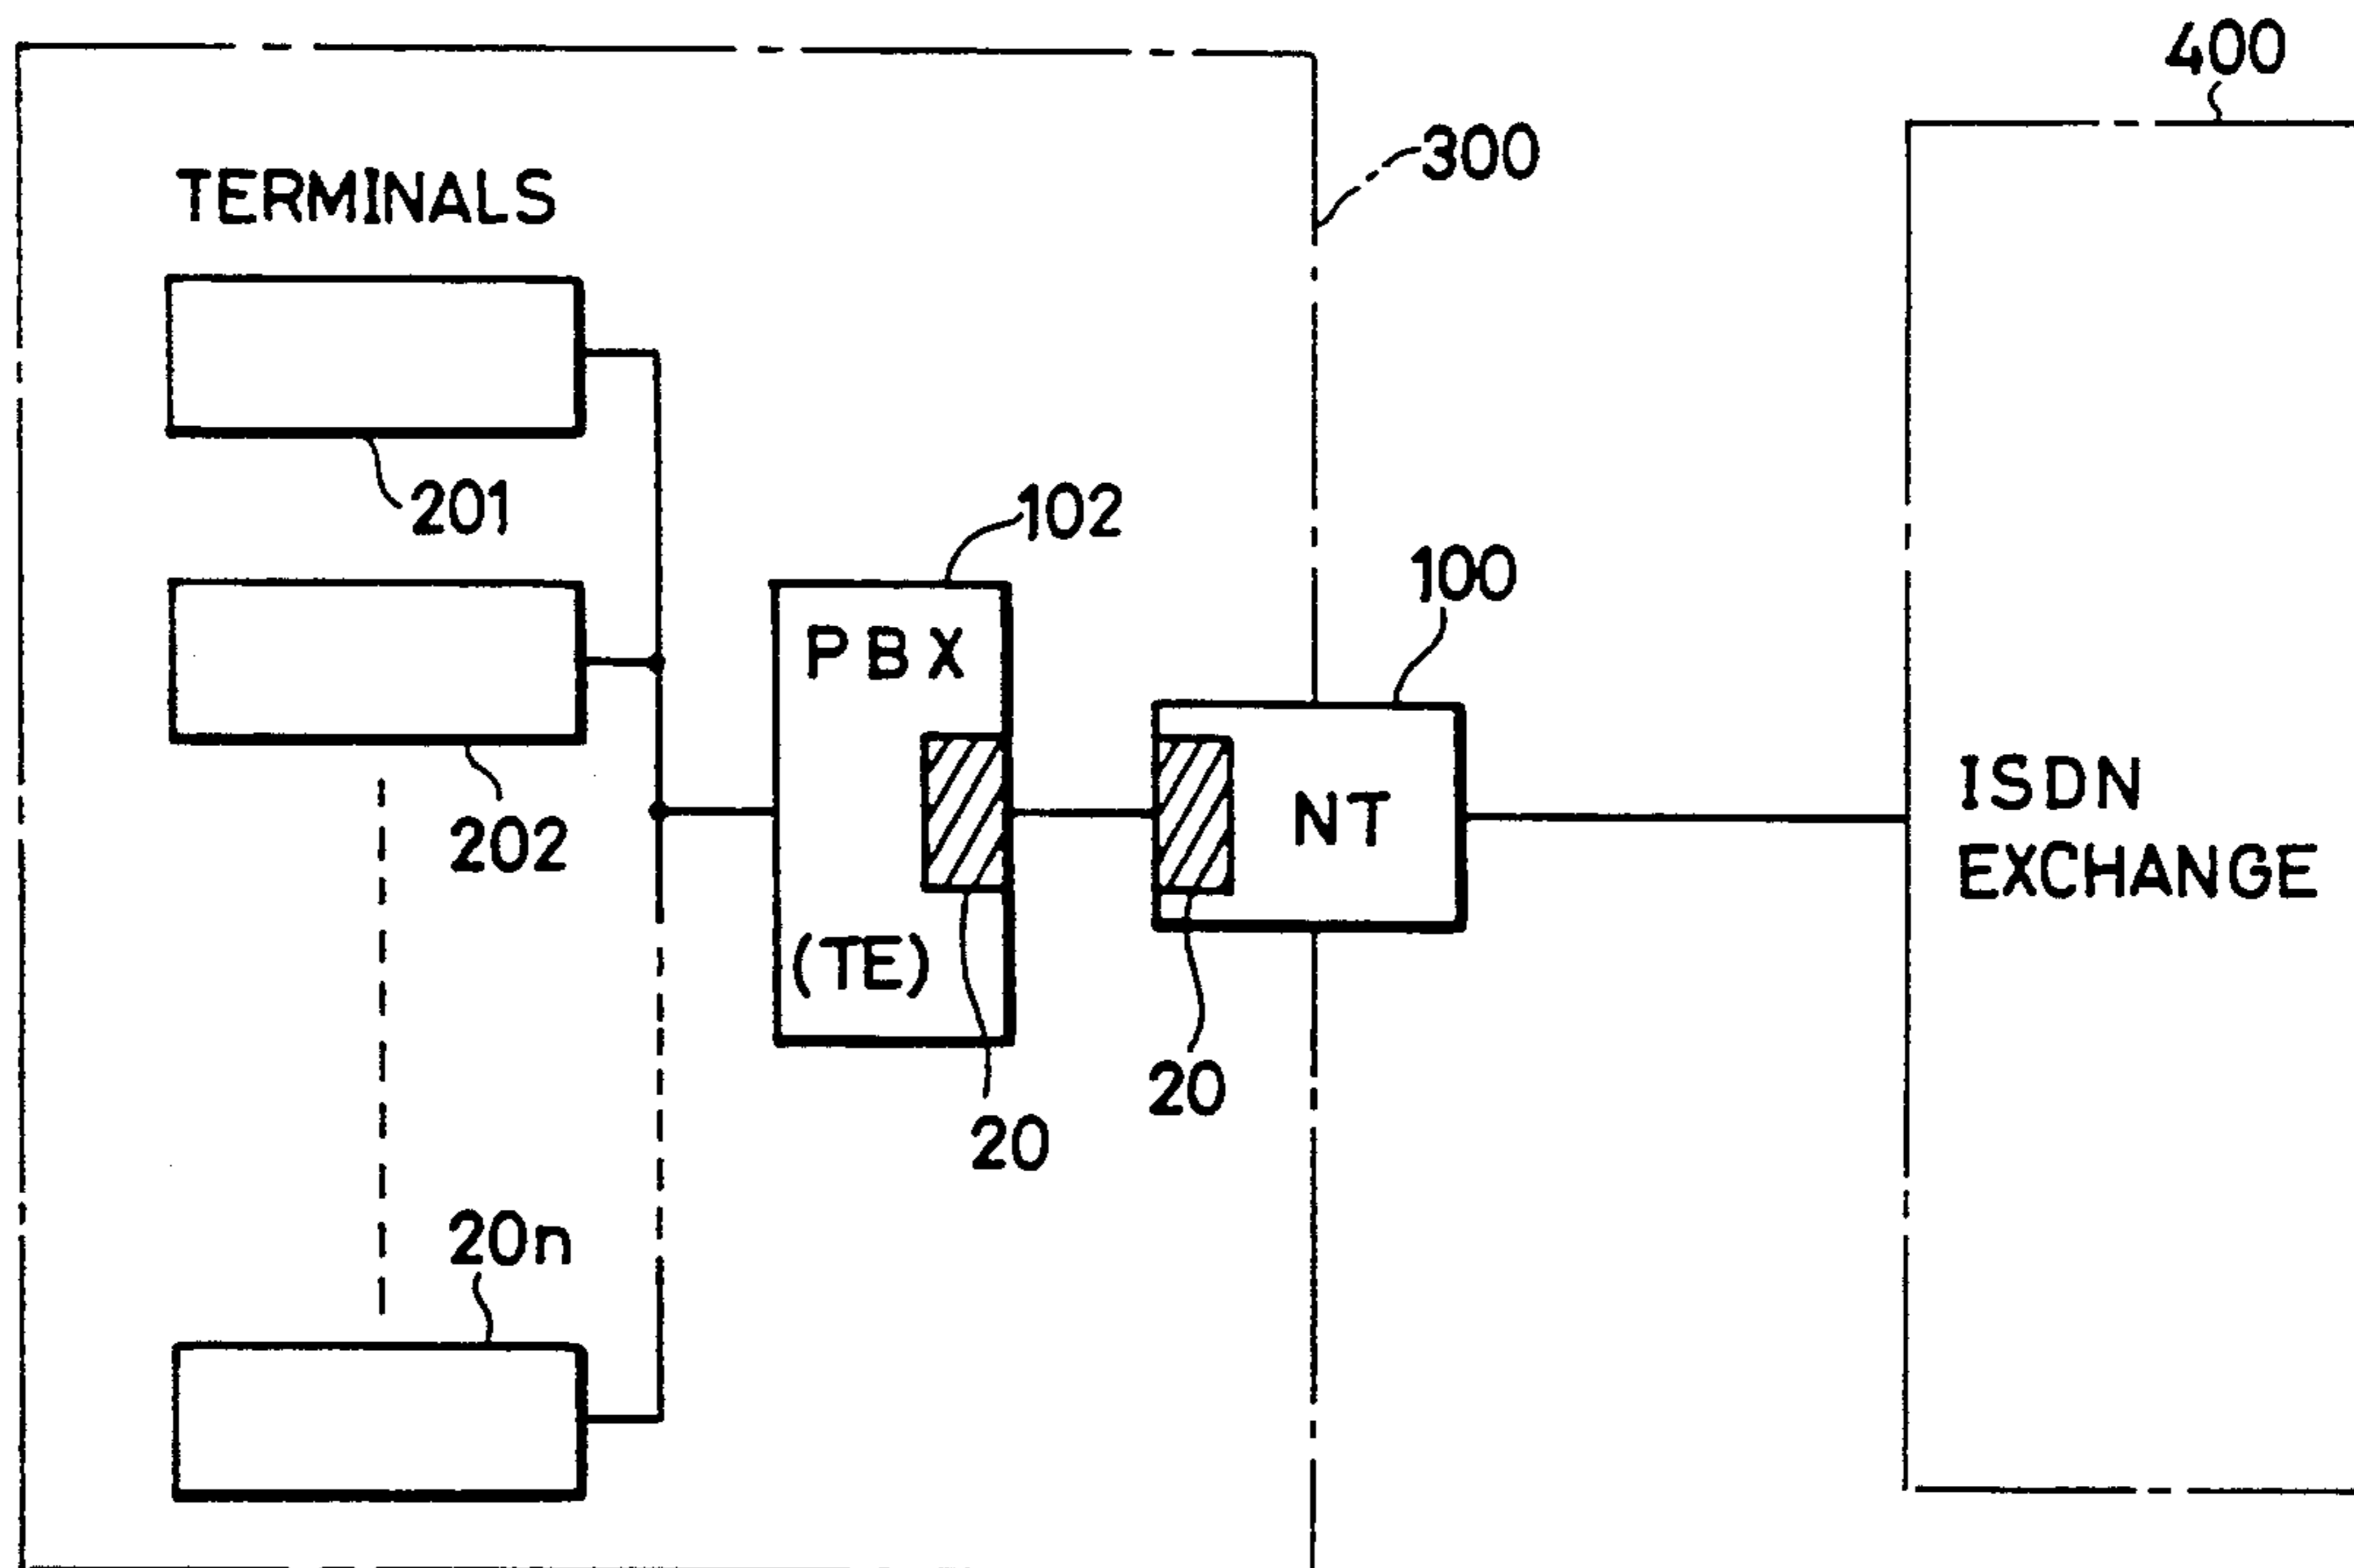 400
300
TERMINALS
201
102
100
PBX
202
NT
ISDN
EXCHANGE
(TE)
20
20
20n